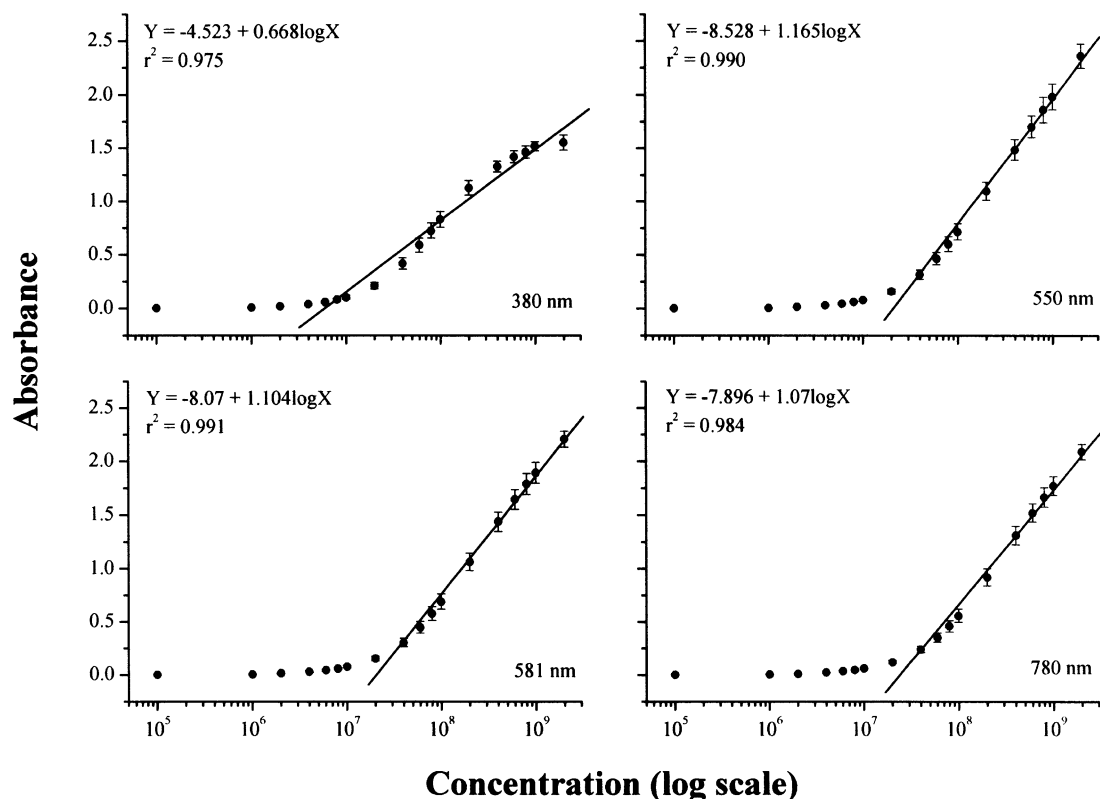 Y = -4.523 + 0.668logX
r² = 0.975
2.5
2.0
1.5
1.0
0.5
0.0
380 nm
Y = -8.528 + 1.165logX
r² = 0.990
550 nm
Absorbance
Y = -8.07 + 1.104logX
r² = 0.991
2.5
2.0
1.5
1.0
0.5
0.0
581 nm
10⁵ 10⁶ 10⁷ 10⁸ 10⁹
Y = -7.896 + 1.07logX
r² = 0.984
780 nm
10⁵ 10⁶ 10⁷ 10⁸ 10⁹
Concentration (log scale)